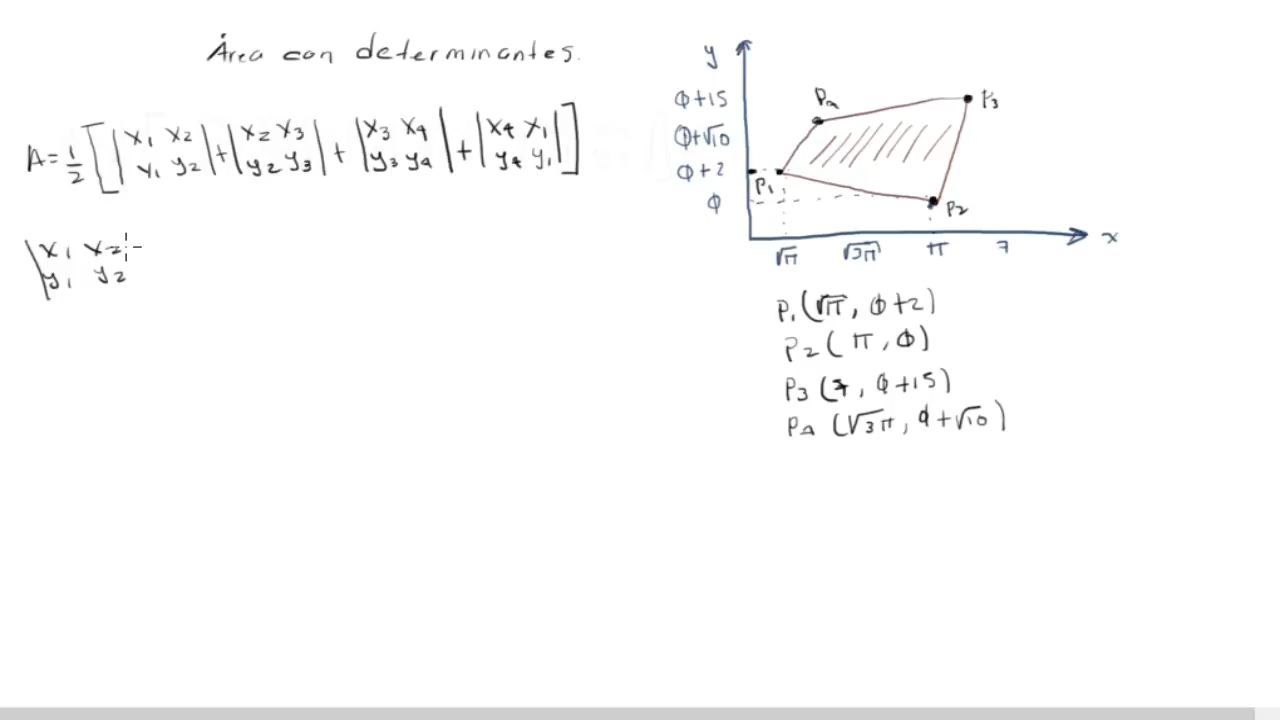 Área con determinantes.
A = 1/2 [ | x₁ x₂ | + | x₂ x₃ | + | x₃ x₄ | + | x₄ x₁ | ]
y₁ y₂ y₂ y₃ y₃ y₄ y₄ y₁
| x₁ x₂
y₁ y₂
y
ϕ+15
ϕ+√10
ϕ+2
ϕ
P₄
P₃
P₁
P₂
√π √3π π 7 x
P₁(√π, ϕ+2)
P₂(π, ϕ)
P₃(7, ϕ+15)
P₄(√3π, ϕ+√10)